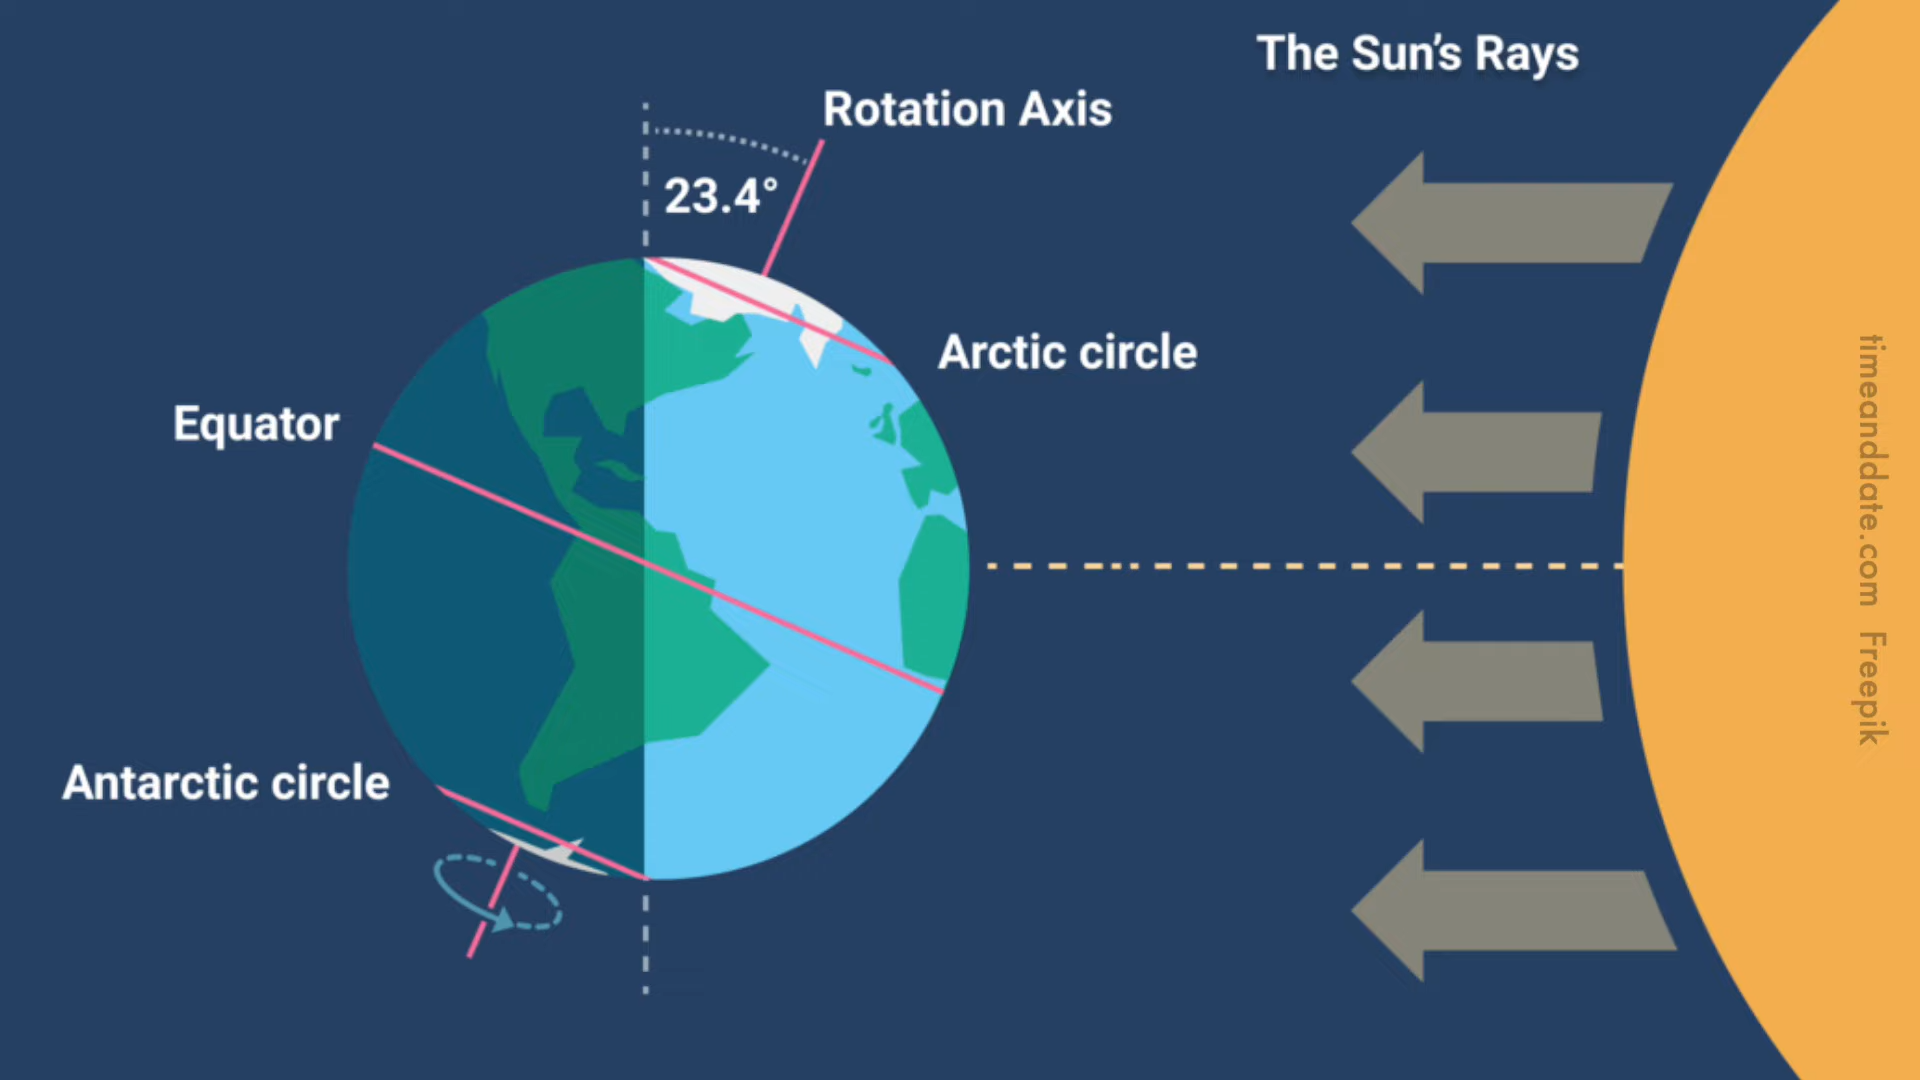 The Sun's Rays
Rotation Axis
23.4°
Arctic circle
Equator
Antarctic circle
timeanddate.com Freepik